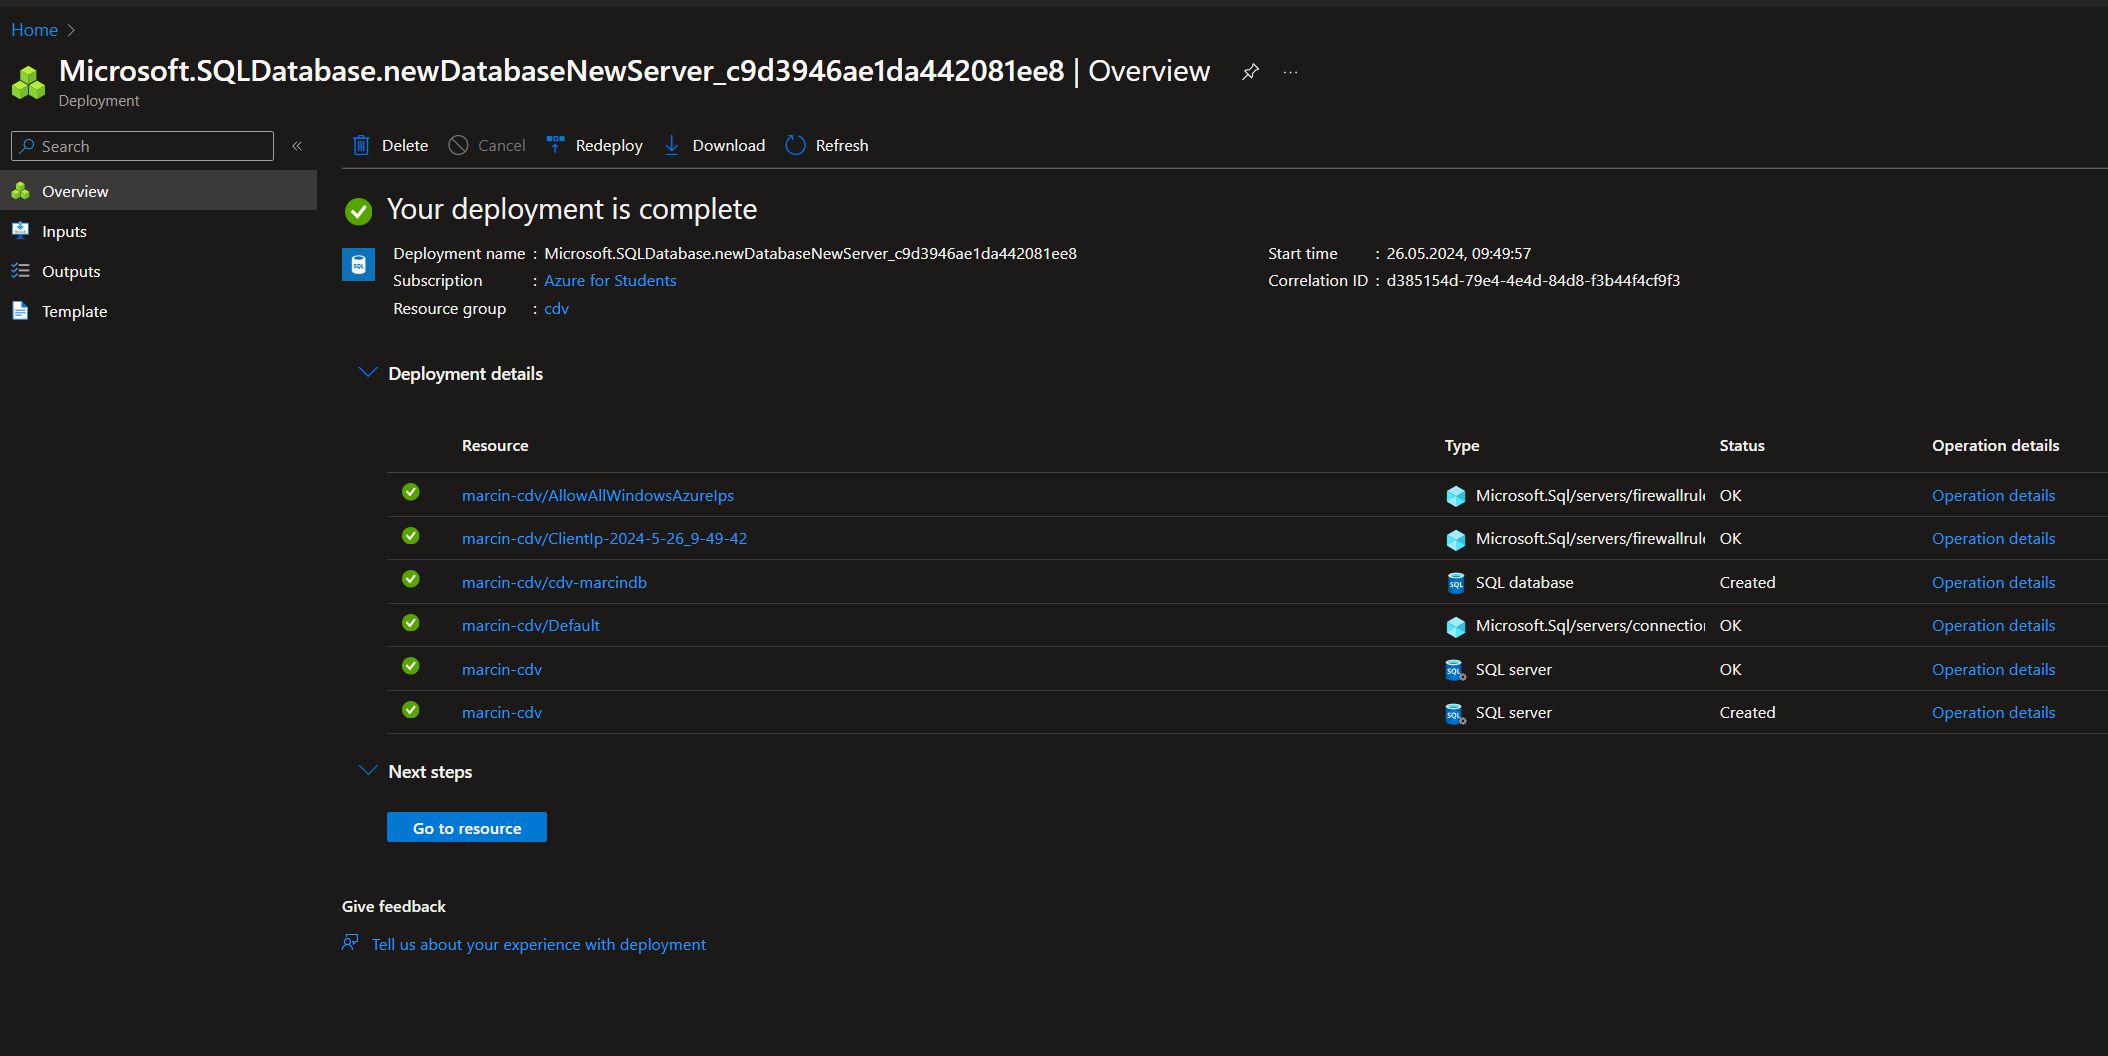 Home
Microsoft.SQLDatabase.newDatabaseNewServer_c9d3946ae1da442081ee8 | Overview
Deployment
Search
Delete Cancel Redeploy Download Refresh
Overview
Inputs
Outputs
Template
Your deployment is complete
Deployment name : Microsoft.SQLDatabase.newDatabaseNewServer_c9d3946ae1da442081ee8
Subscription : Azure for Students
Resource group : cdv
Start time : 26.05.2024, 09:49:57
Correlation ID : d385154d-79e4-4e4d-84d8-f3b44f4cf9f3
Deployment details
Resource Type Status Operation details
marcin-cdv/AllowAllWindowsAzureIps Microsoft.Sql/servers/firewallrul OK Operation details
marcin-cdv/ClientIp-2024-5-26_9-49-42 Microsoft.Sql/servers/firewallrul OK Operation details
marcin-cdv/cdv-marcindb SQL database Created Operation details
marcin-cdv/Default Microsoft.Sql/servers/connection OK Operation details
marcin-cdv SQL server OK Operation details
marcin-cdv SQL server Created Operation details
Next steps
Go to resource
Give feedback
Tell us about your experience with deployment